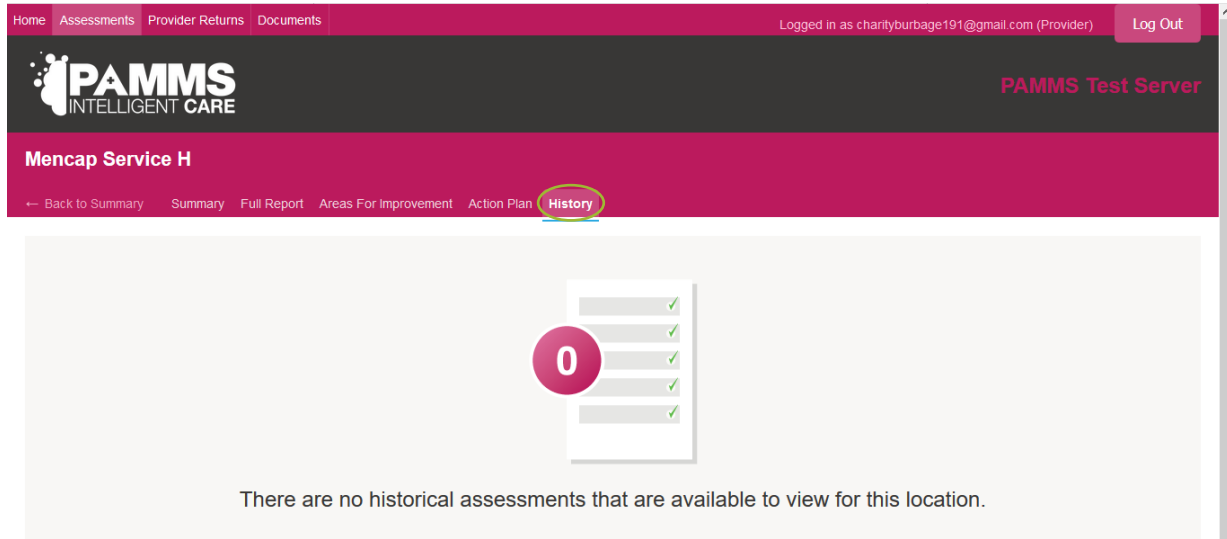 Home Assessments Provider Returns Documents Logged in as charityburbage191@gmail.com (Provider) Log Out
PAMMS
INTELLIGENT CARE
PAMMS Test Server
Mencap Service H
← Back to Summary Summary Full Report Areas For Improvement Action Plan History
0
There are no historical assessments that are available to view for this location.